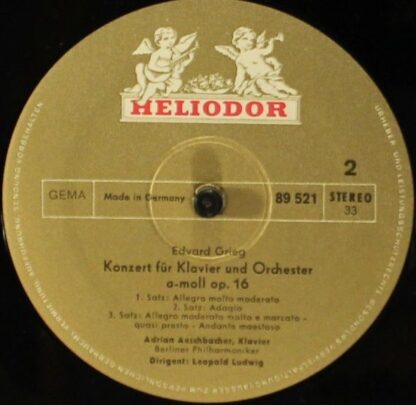 HELIODOR
2
GEMA
Made in Germany
89 521
STEREO
33
Edvard Grieg
Konzert für Klavier und Orchester
a-moll op. 16
1. Satz: Allegro molto moderato
2. Satz: Adagio
3. Satz: Allegro moderato molto e marcato -
quasi presto - Andante maestoso
Adrian Aeschbacher, Klavier
Berliner Philharmoniker
Dirigent: Leopold Ludwig